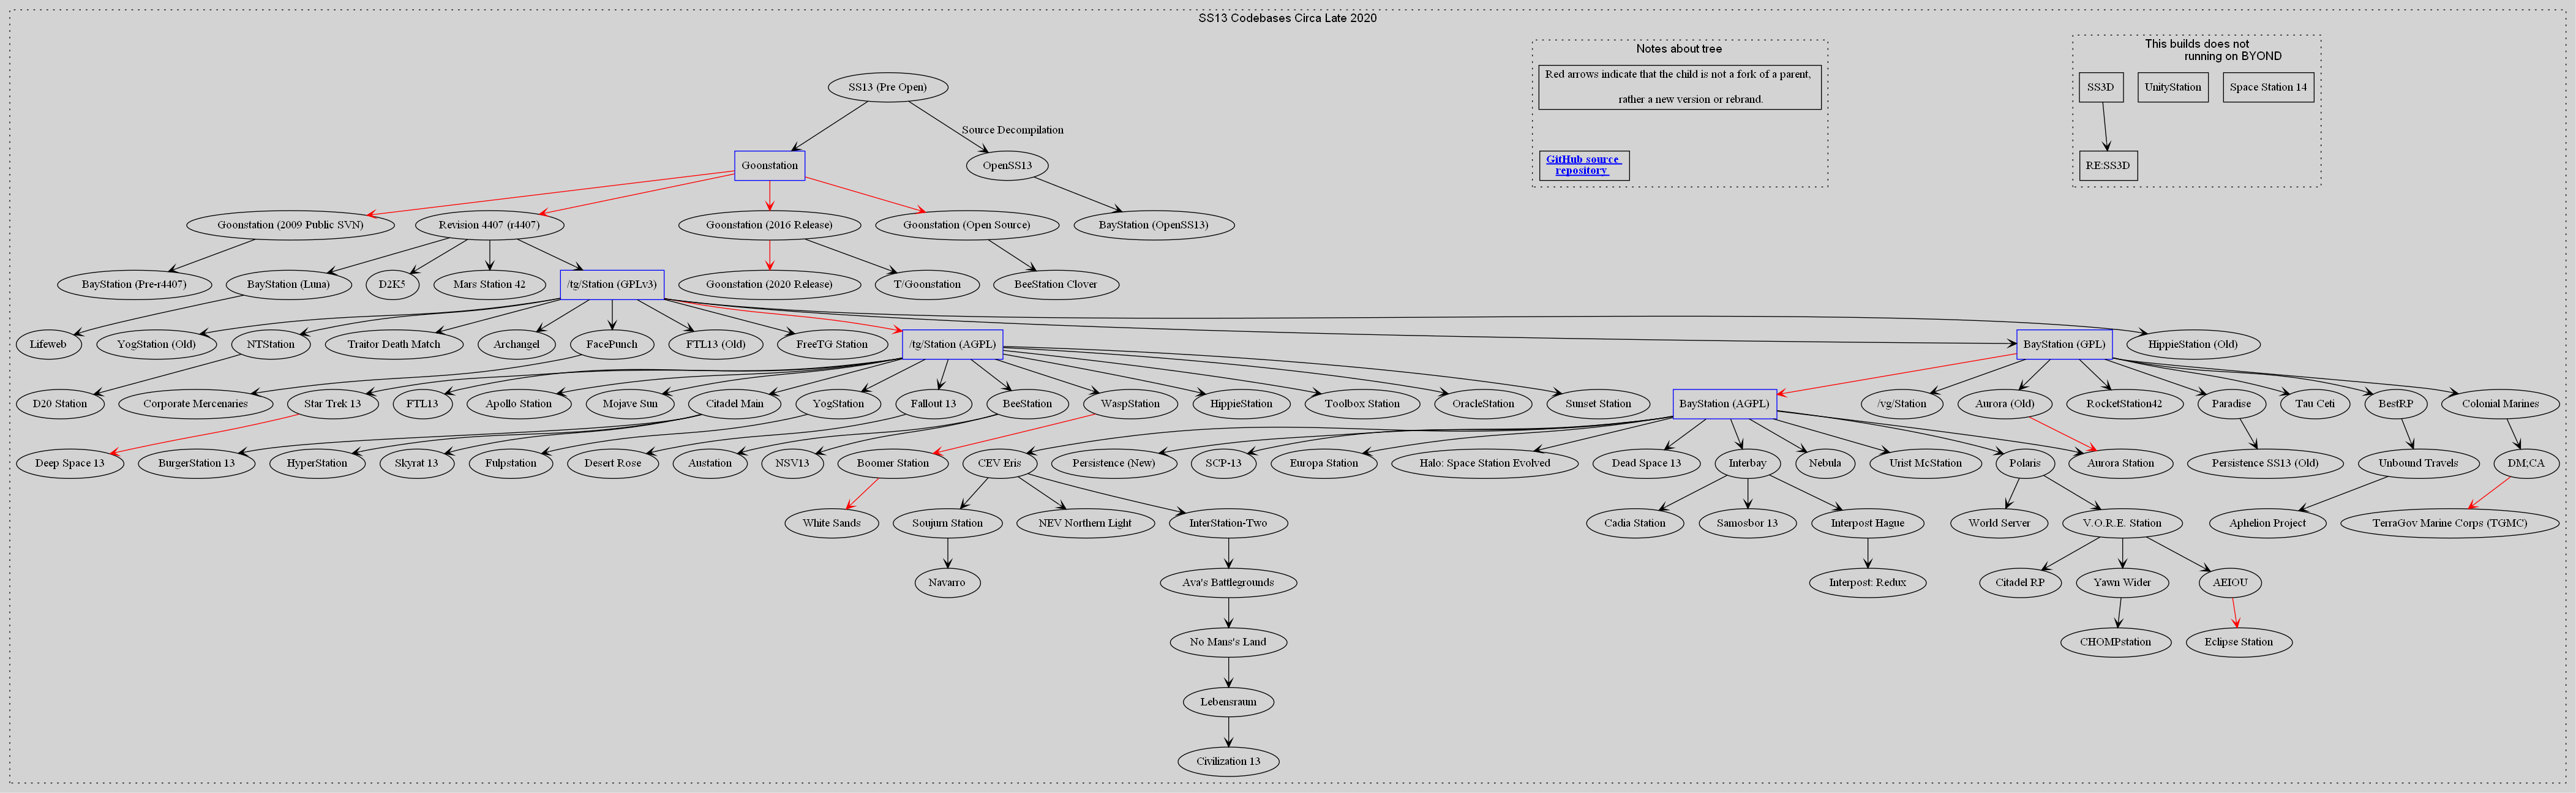 SS13 Codebases Circa Late 2020
Notes about tree
Red arrows indicate that the child is not a fork of a parent,
rather a new version or rebrand.
GitHub source
repository
This builds does not
running on BYOND
SS3D
UnityStation
Space Station 14
RE:SS3D
SS13 (Pre Open)
Source Decompilation
Goonstation
OpenSS13
Goonstation (2009 Public SVN)
Revision 4407 (r4407)
Goonstation (2016 Release)
Goonstation (Open Source)
BayStation (OpenSS13)
BayStation (Pre-r4407)
BayStation (Luna)
D2K5
Mars Station 42
/tg/Station (GPLv3)
Goonstation (2020 Release)
T/Goonstation
BeeStation Clover
Lifeweb
YogStation (Old)
NTStation
Traitor Death Match
Archangel
FacePunch
FTL13 (Old)
FreeTG Station
/tg/Station (AGPL)
BayStation (GPL)
HippieStation (Old)
D20 Station
Corporate Mercenaries
Star Trek 13
FTL13
Apollo Station
Mojave Sun
Citadel Main
YogStation
Fallout 13
BeeStation
WaspStation
HippieStation
Toolbox Station
OracleStation
Sunset Station
BayStation (AGPL)
/vg/Station
Aurora (Old)
RocketStation42
Paradise
Tau Ceti
BestRP
Colonial Marines
Deep Space 13
BurgerStation 13
HyperStation
Skyrat 13
Fulpstation
Desert Rose
Austation
NSV13
Boomer Station
CEV Eris
Persistence (New)
SCP-13
Europa Station
Halo: Space Station Evolved
Dead Space 13
Interbay
Nebula
Urist McStation
Polaris
Aurora Station
Persistence SS13 (Old)
Unbound Travels
DM;CA
White Sands
Soujurn Station
NEV Northern Light
InterStation-Two
Cadia Station
Samosbor 13
Interpost Hague
World Server
V.O.R.E. Station
Aphelion Project
TerraGov Marine Corps (TGMC)
Navarro
Ava's Battlegrounds
Interpost: Redux
Citadel RP
Yawn Wider
AEIOU
No Mans's Land
CHOMPstation
Eclipse Station
Lebensraum
Civilization 13